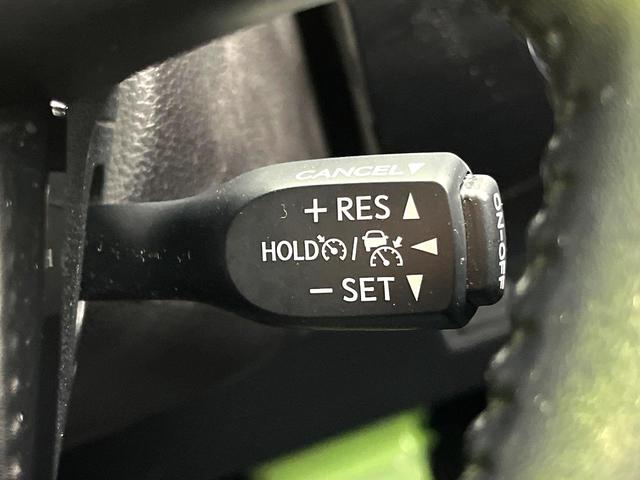 CANCEL▼
+ RES ▲
HOLD / ◀
− SET ▼
ON-OFF